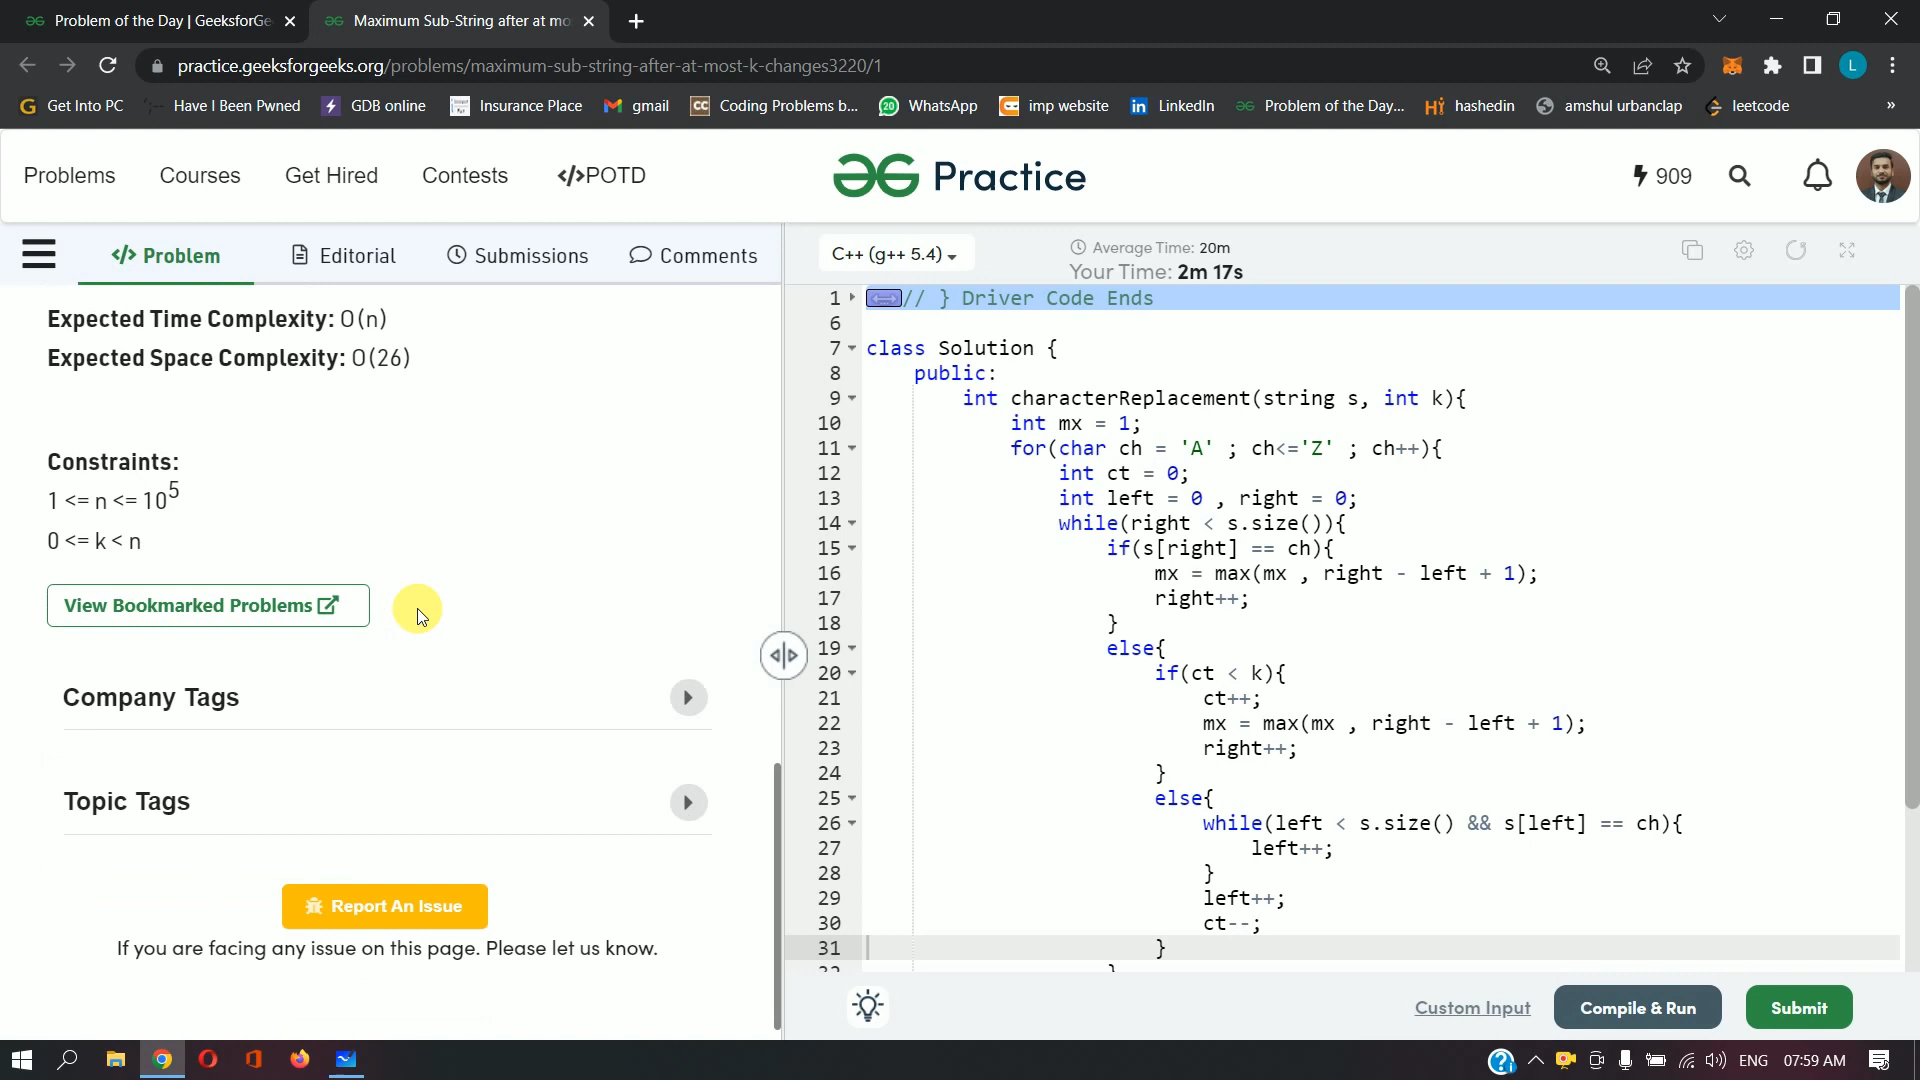 Problem of the Day | GeeksforGe
Maximum Sub-String after at mo
practice.geeksforgeeks.org/problems/maximum-sub-string-after-at-most-k-changes3220/1
L
Get Into PC
Have I Been Pwned
GDB online
Insurance Place
gmail
Coding Problems b...
WhatsApp
imp website
LinkedIn
Problem of the Day...
hashedin
amshul urbanclap
leetcode
»
Problems
Courses
Get Hired
Contests
</>POTD
Practice
909
</> Problem
Editorial
Submissions
Comments
C++ (g++ 5.4)
Average Time: 20m
Your Time: 2m 17s
Expected Time Complexity: O(n)
Expected Space Complexity: O(26)
Constraints:
1 <= n <= 10^5
0 <= k < n
View Bookmarked Problems
Company Tags
Topic Tags
Report An Issue
If you are facing any issue on this page. Please let us know.
1 // } Driver Code Ends
6
7 class Solution {
8 public:
9 int characterReplacement(string s, int k){
10 int mx = 1;
11 for(char ch = 'A' ; ch<='Z' ; ch++){
12 int ct = 0;
13 int left = 0 , right = 0;
14 while(right < s.size()){
15 if(s[right] == ch){
16 mx = max(mx , right - left + 1);
17 right++;
18 }
19 else{
20 if(ct < k){
21 ct++;
22 mx = max(mx , right - left + 1);
23 right++;
24 }
25 else{
26 while(left < s.size() && s[left] == ch){
27 left++;
28 }
29 left++;
30 ct--;
31 }
32 }
Custom Input
Compile & Run
Submit
ENG
07:59 AM